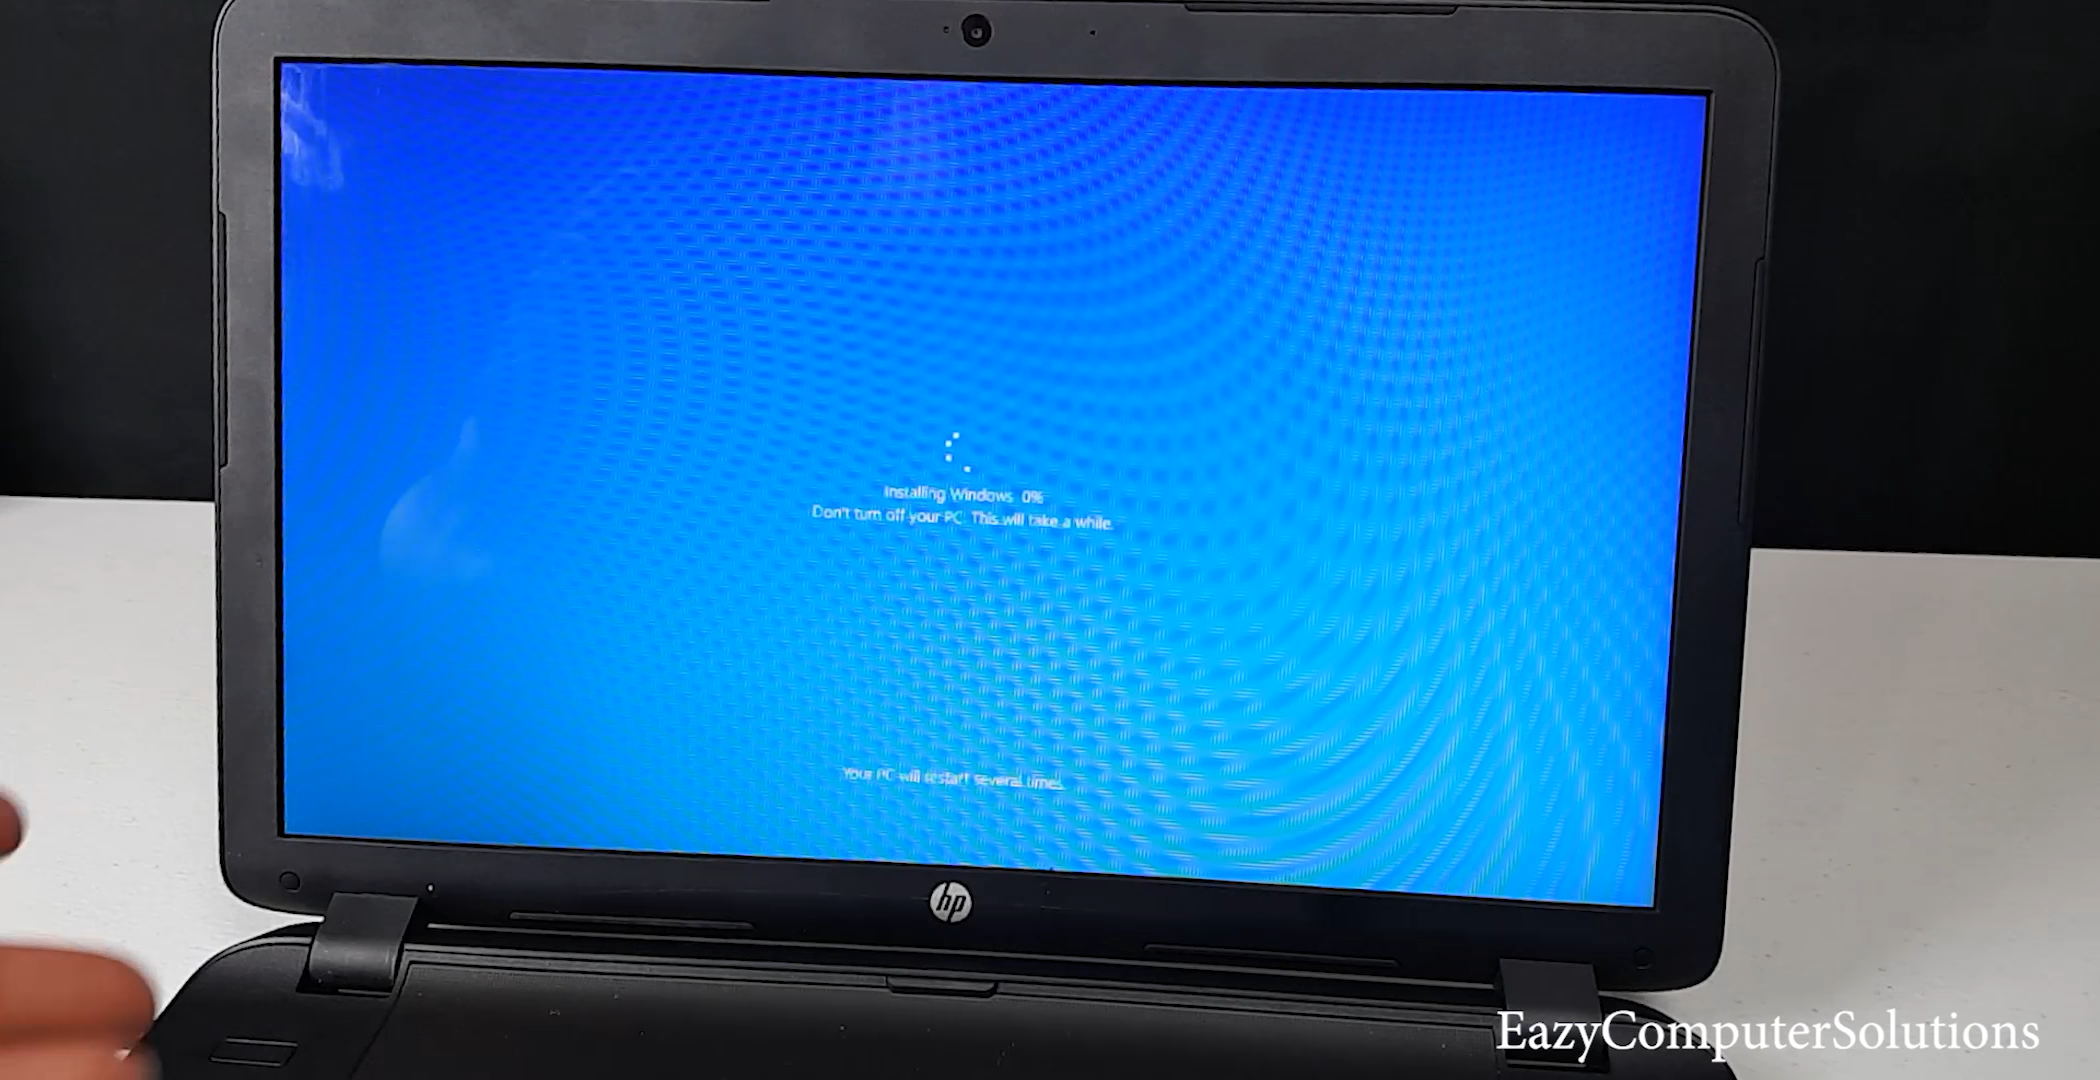 Installing Windows 0%
Don't turn off your PC. This will take a while.
Your PC will restart several times.
hp
EazyComputerSolutions